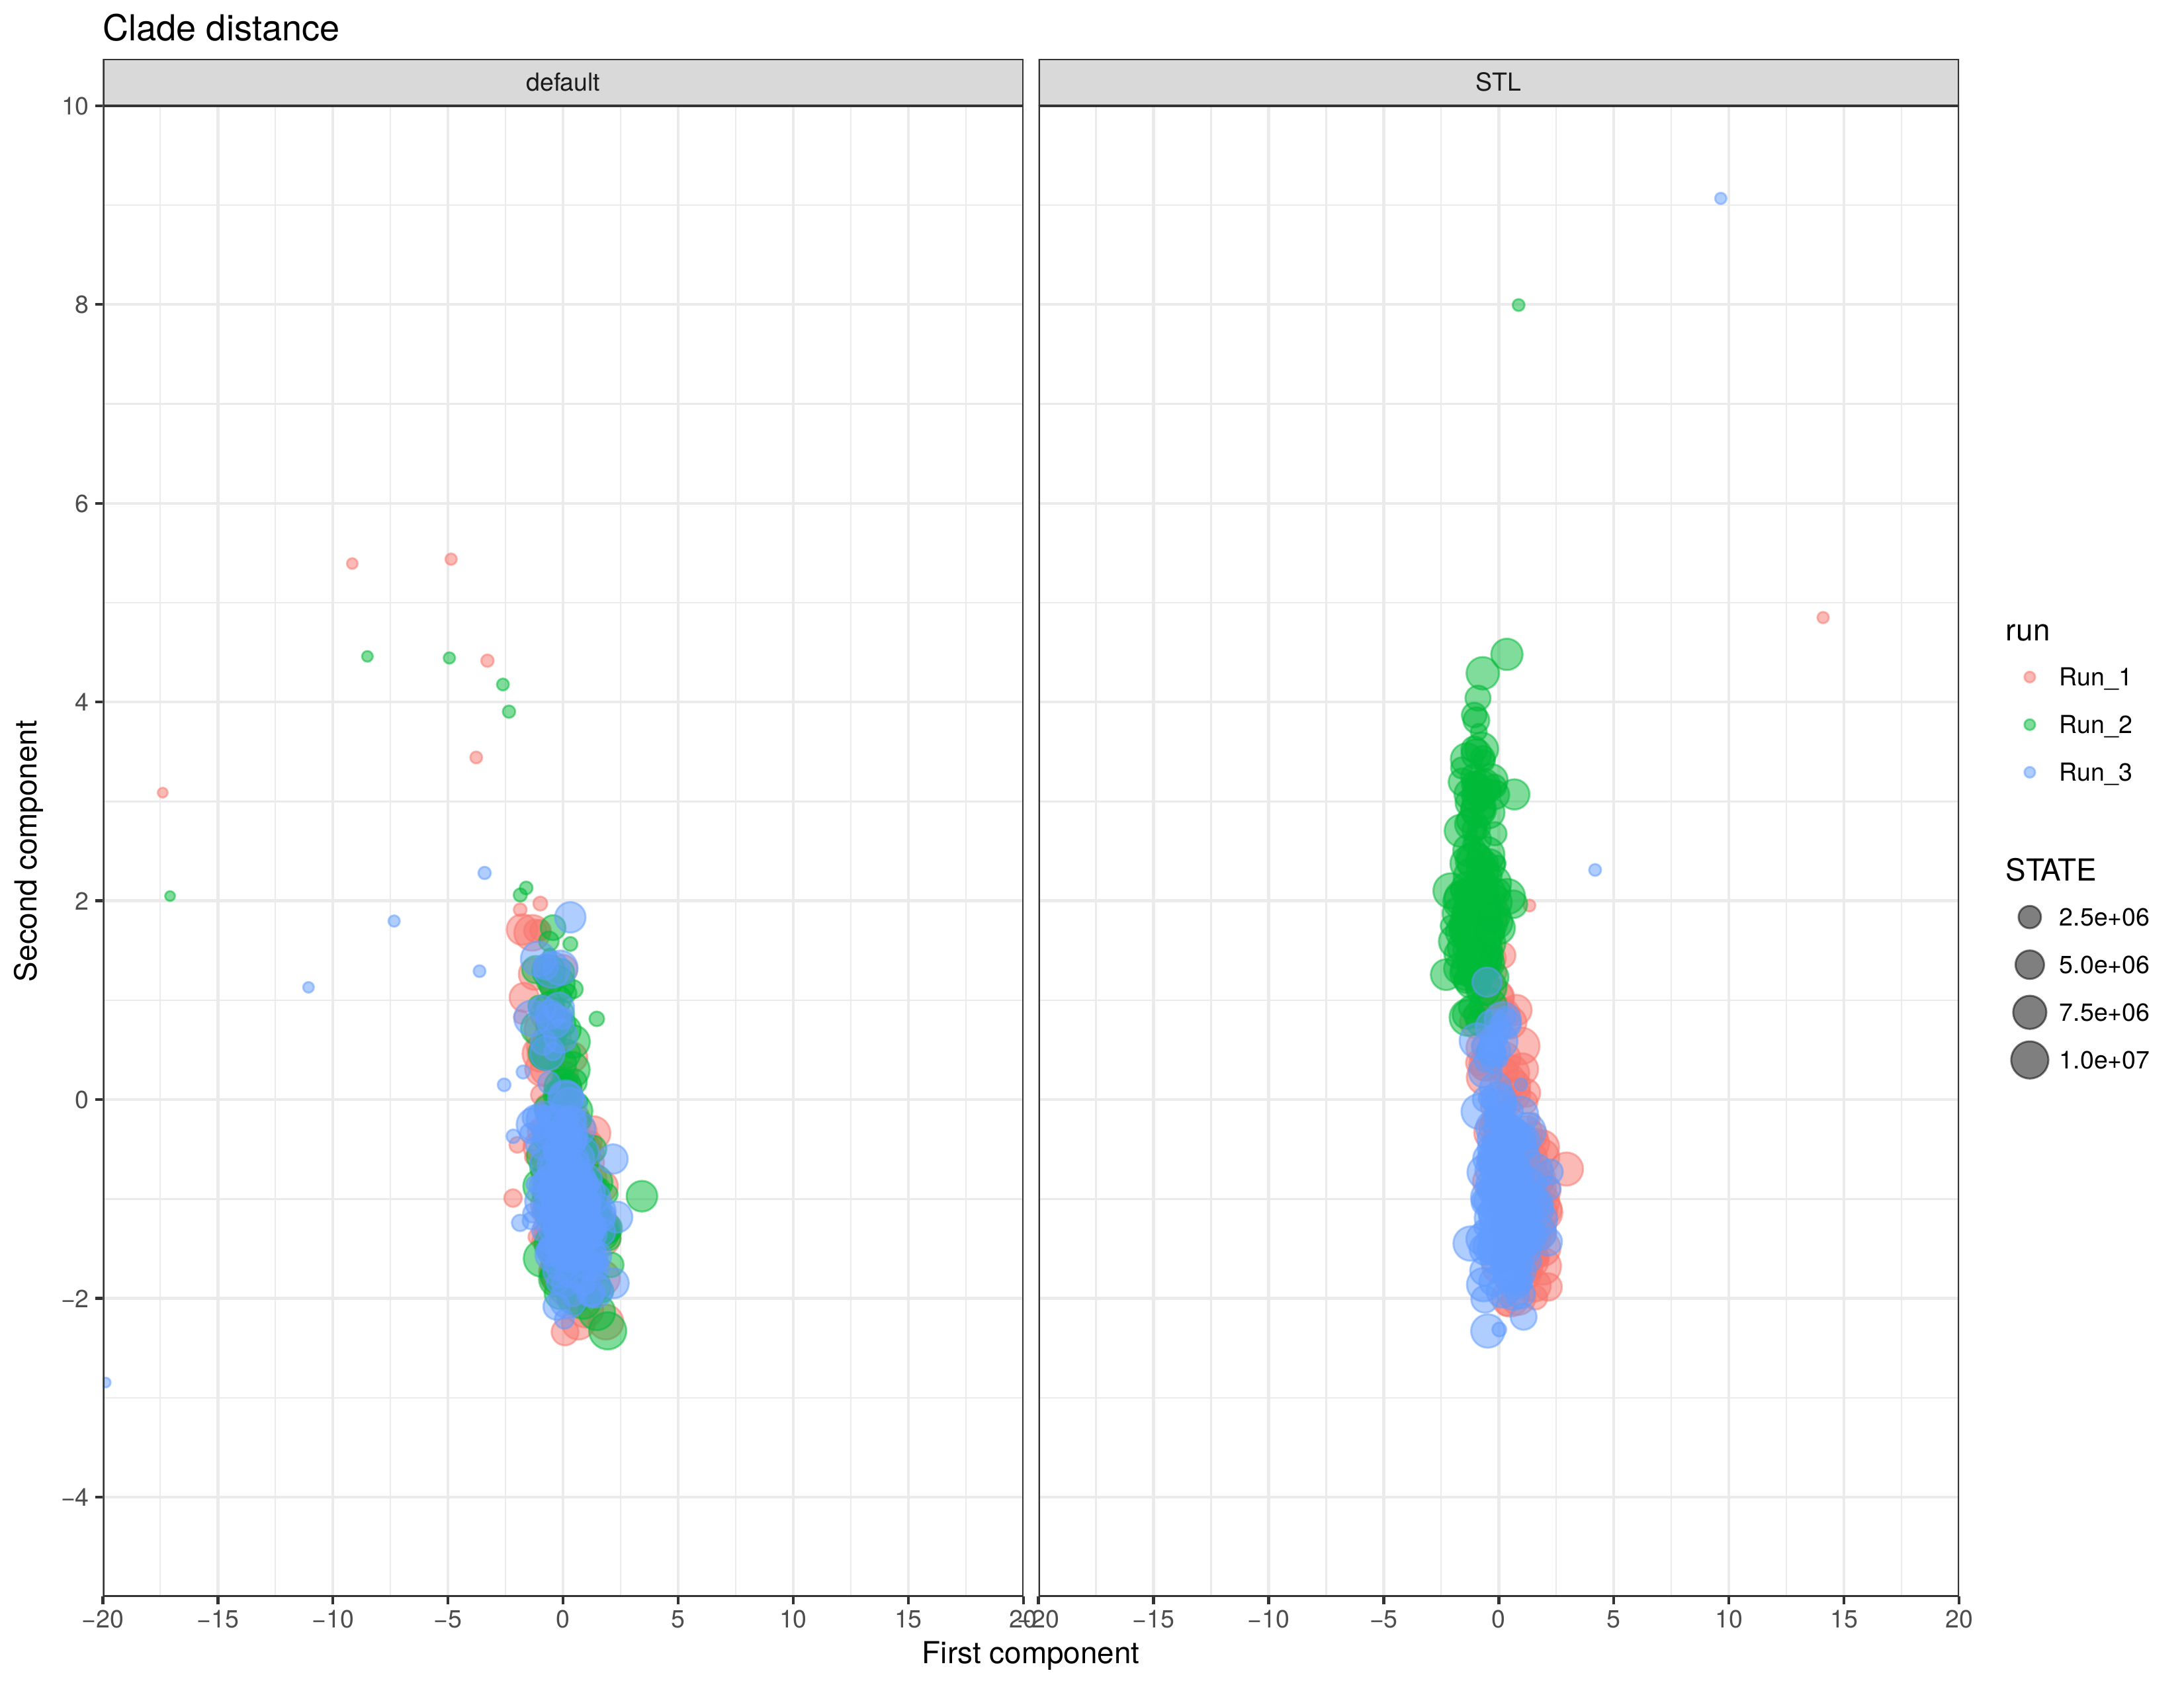 Clade distance
default
STL
10
8
6
4
2
0
−2
−4
Second component
−20
−15
−10
−5
0
5
10
15
20
−20
−15
−10
−5
0
5
10
15
20
First component
run
Run_1
Run_2
Run_3
STATE
2.5e+06
5.0e+06
7.5e+06
1.0e+07